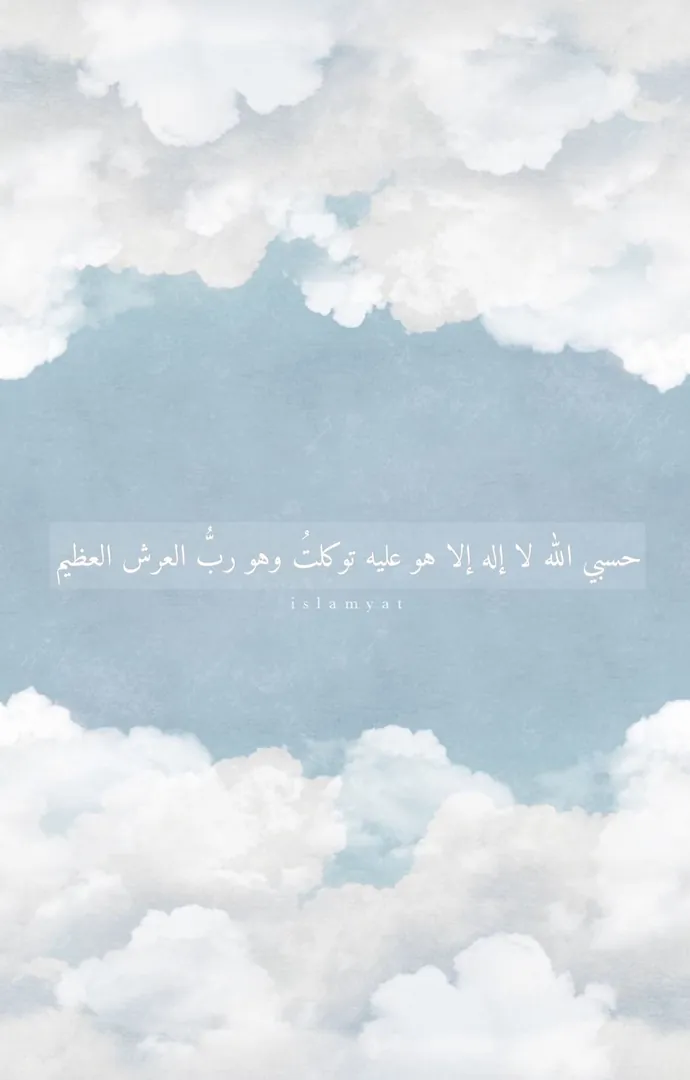 حسبي الله لا إله إلا هو عليه توكلتُ وهو ربُّ العرش العظيم
islamyat